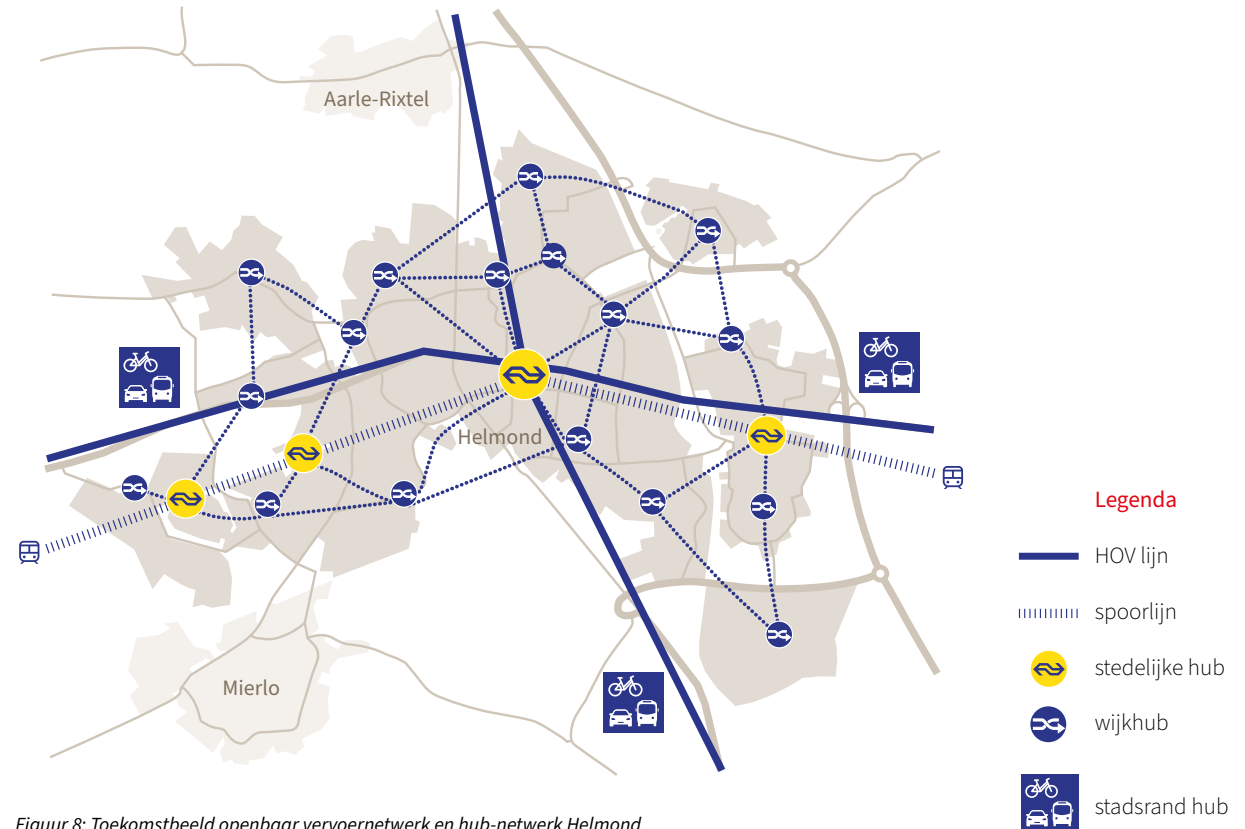 Aarle-Rixtel
Helmond
Mierlo
Legenda
HOV lijn
spoorlijn
stedelijke hub
wijkhub
stadsrand hub
Figuur 8: Toekomstbeeld openbaar vervoernetwerk en hub-netwerk Helmond